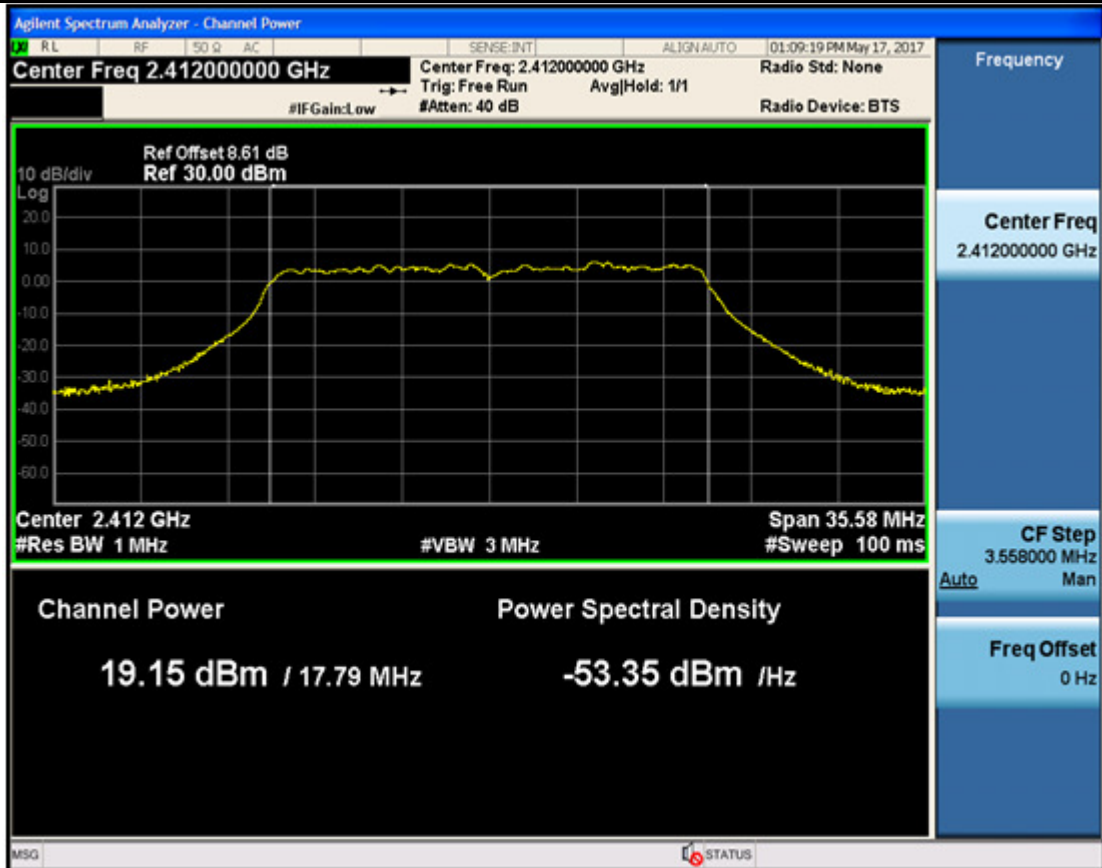 Agilent Spectrum Analyzer - Channel Power
RL RF 50 Ω AC SENSE:INT ALIGN AUTO 01:09:19 PM May 17, 2017
Center Freq 2.412000000 GHz
Center Freq: 2.412000000 GHz
Radio Std: None
Trig: Free Run Avg|Hold: 1/1
#IFGain:Low
#Atten: 40 dB
Radio Device: BTS
Ref Offset 8.61 dB
10 dB/div Ref 30.00 dBm
Log
20.0
10.0
0.00
-10.0
-20.0
-30.0
-40.0
-50.0
-60.0
Center 2.412 GHz Span 35.58 MHz
#Res BW 1 MHz #VBW 3 MHz #Sweep 100 ms
Channel Power
Power Spectral Density
19.15 dBm / 17.79 MHz
-53.35 dBm /Hz
Frequency
Center Freq
2.412000000 GHz
CF Step
3.558000 MHz
Auto Man
Freq Offset
0 Hz
MSG STATUS